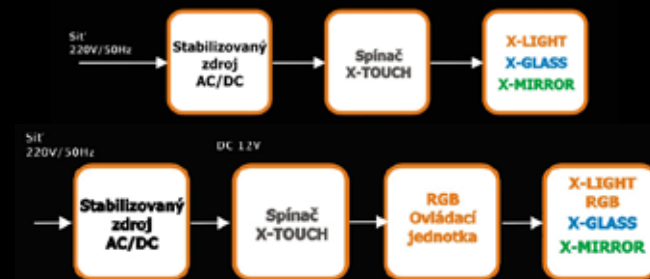 Síť
220V/50Hz
Stabilizovaný
zdroj
AC/DC
Spínač
X-TOUCH
X-LIGHT
X-GLASS
X-MIRROR
Síť
220V/50Hz
DC 12V
Stabilizovaný
zdroj
AC/DC
Spínač
X-TOUCH
RGB
Ovládací
jednotka
X-LIGHT
RGB
X-GLASS
X-MIRROR